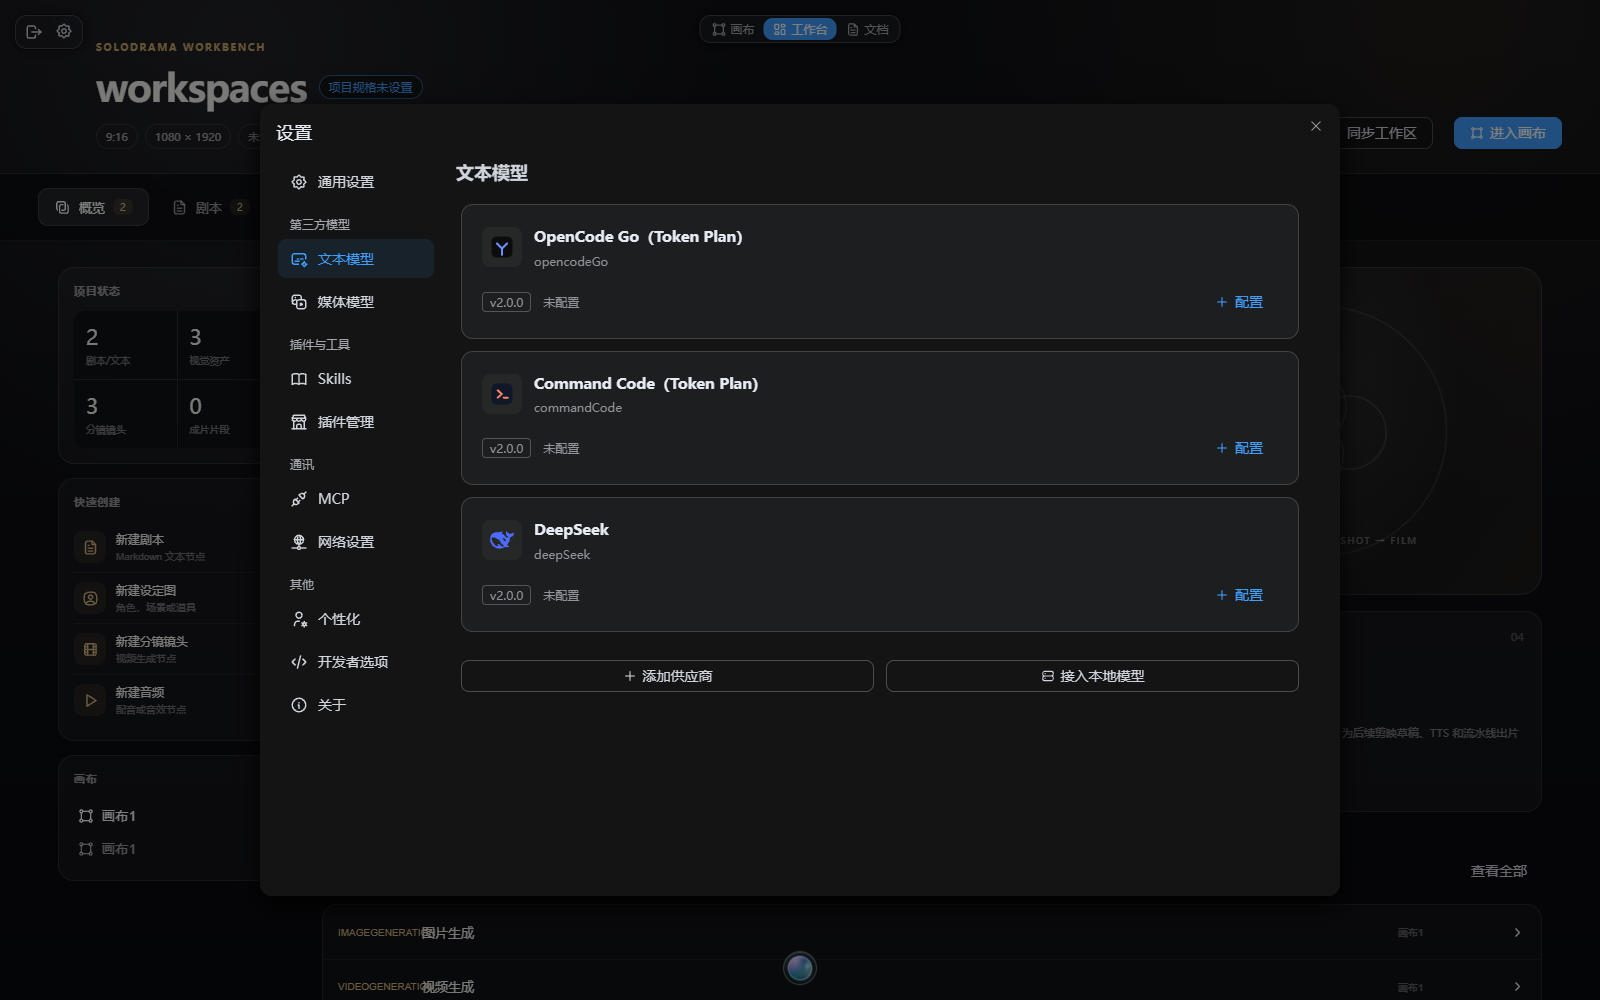 画布
工作台
文档
SOLODRAMA WORKBENCH
workspaces
项目规格未设置
9:16
1080 × 1920
未
同步工作区
进入画布
概览 2
剧本 2
项目状态
2
剧本/文本
3
视觉资产
3
分镜镜头
0
成片片段
快速创建
新建剧本
Markdown 文本节点
新建设定图
角色、场景或道具
新建分镜镜头
视频生成节点
新建音频
配音或音效节点
画布
画布1
画布1
设置
通用设置
第三方模型
文本模型
媒体模型
插件与工具
Skills
插件管理
通讯
MCP
网络设置
其他
个性化
开发者选项
关于
文本模型
OpenCode Go（Token Plan）
opencodeGo
v2.0.0 未配置
+ 配置
Command Code（Token Plan）
commandCode
v2.0.0 未配置
+ 配置
DeepSeek
deepSeek
v2.0.0 未配置
+ 配置
+ 添加供应商
接入本地模型
SHOT → FILM
04
为后续剪映草稿、TTS 和流水线出片
查看全部
IMAGEGENERATI
图片生成
画布1
VIDEOGENERATI
视频生成
画布1